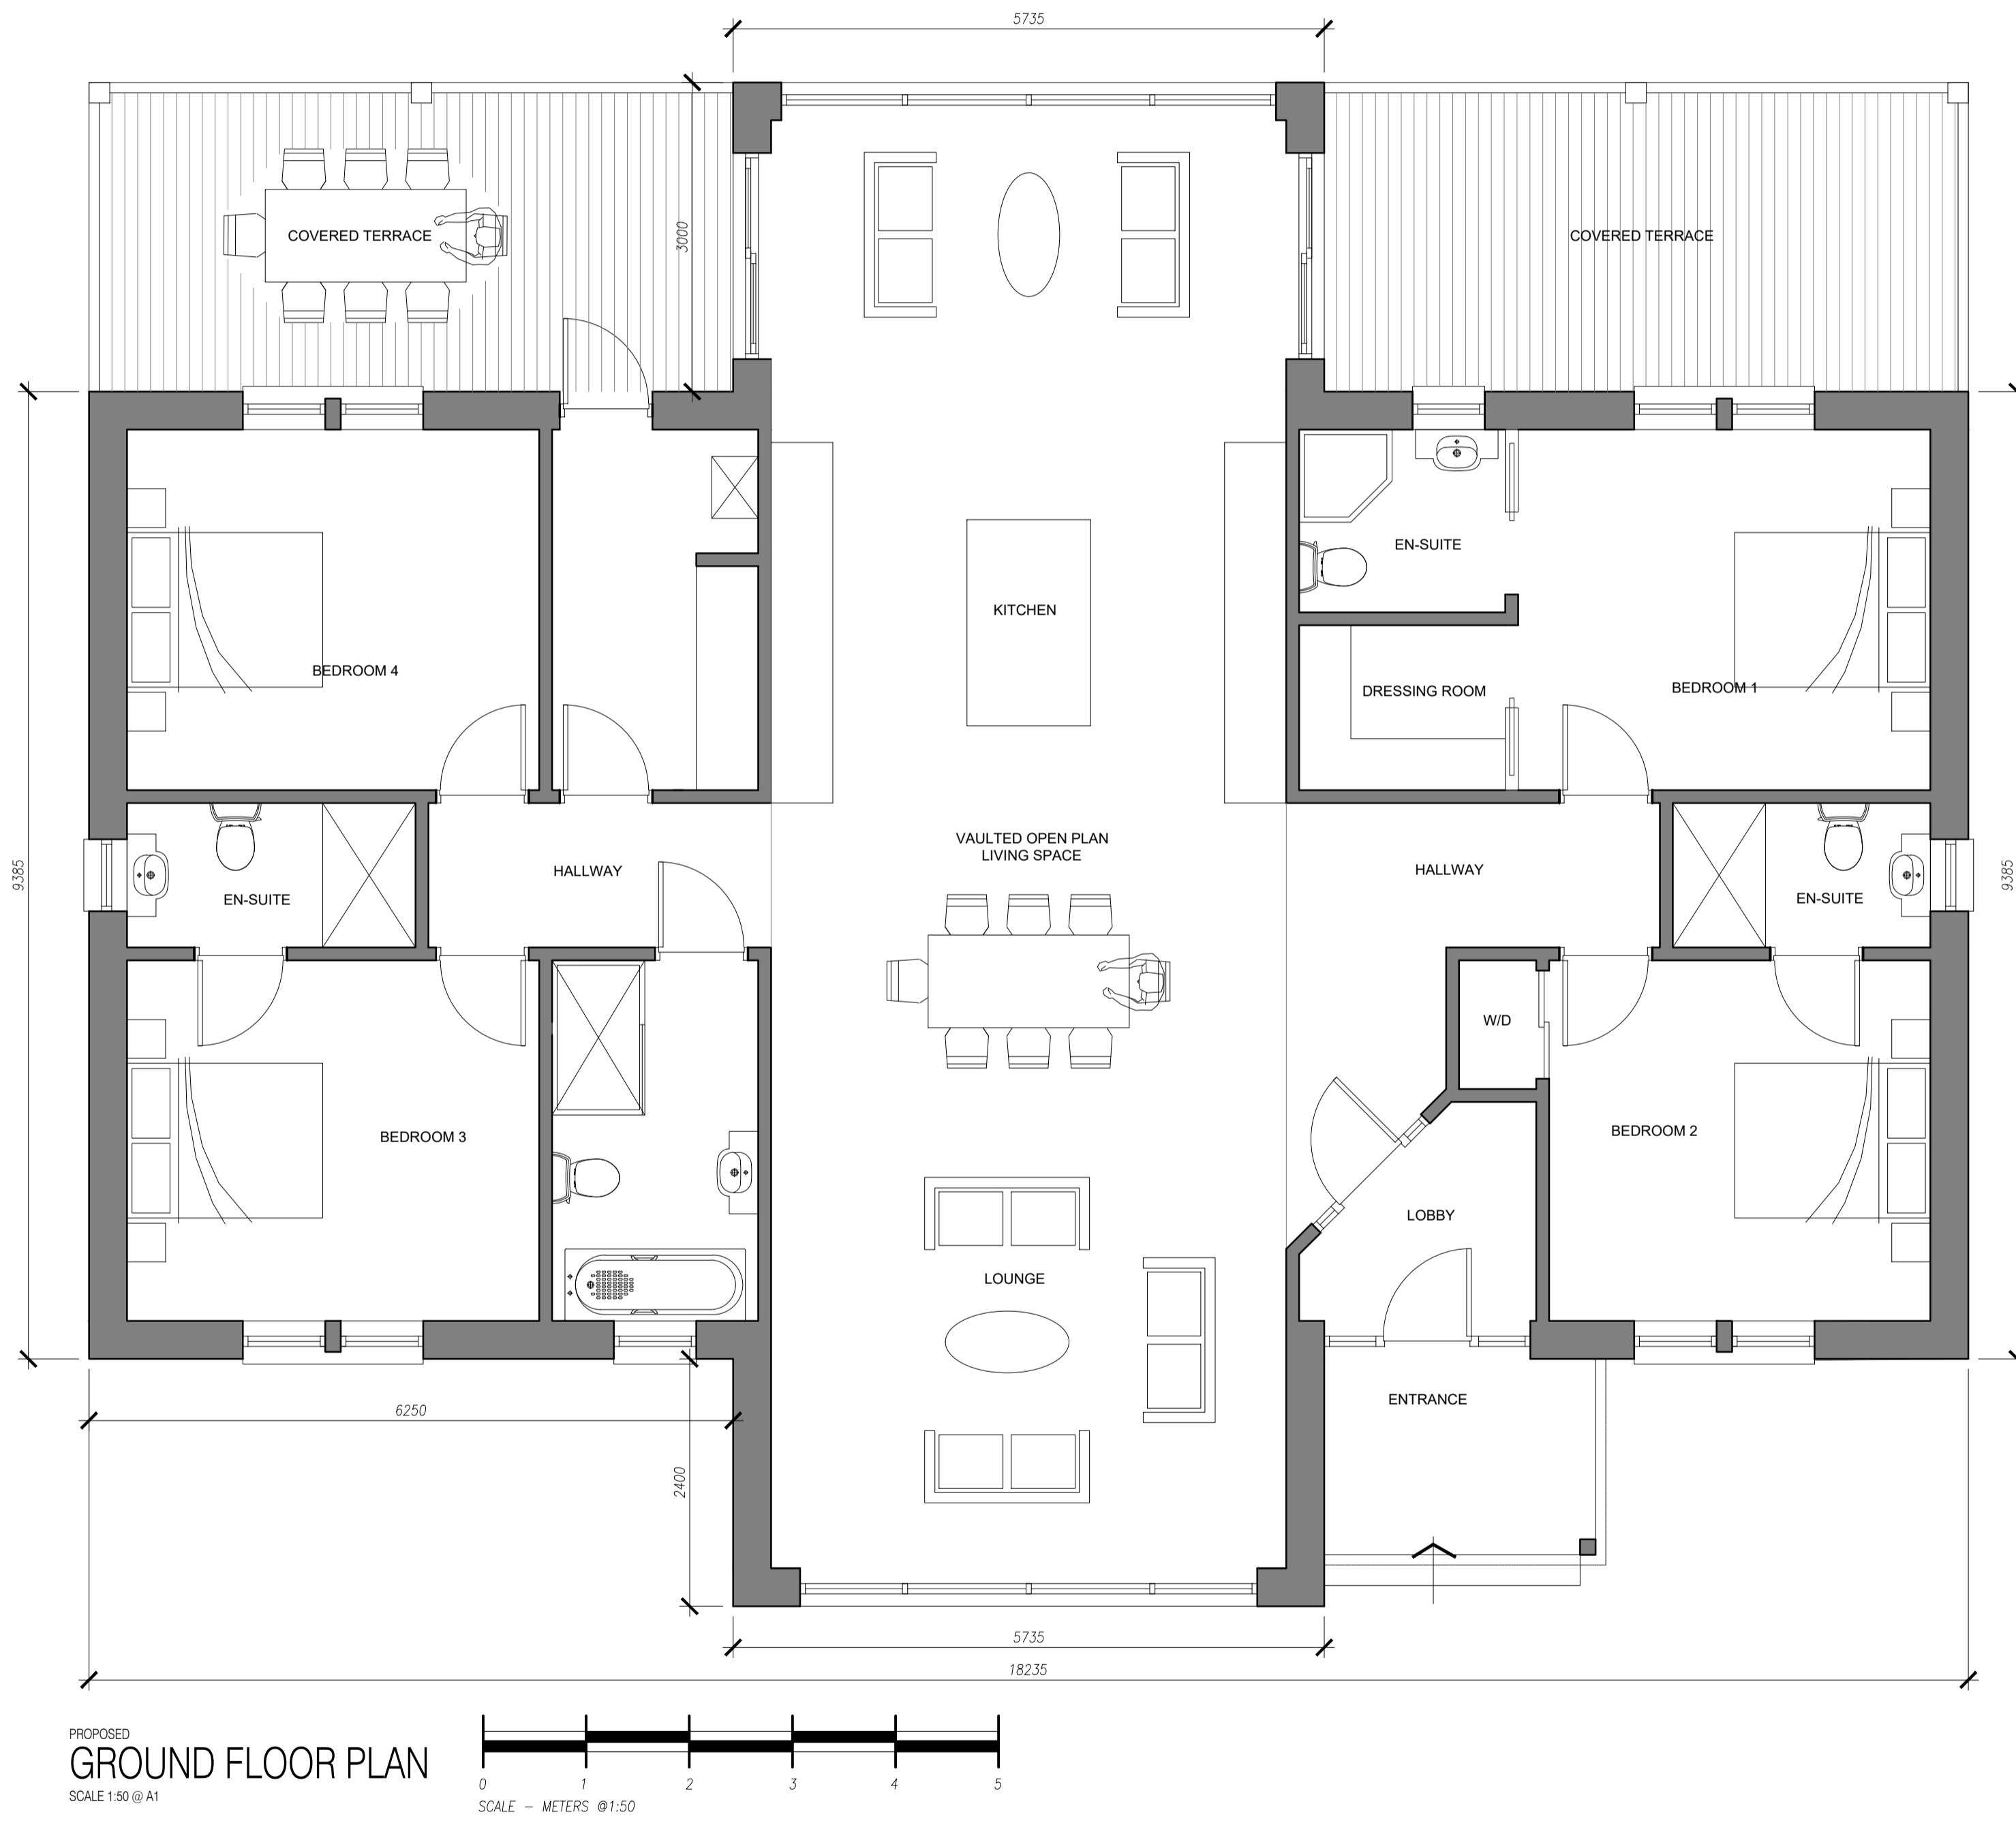 5735
3000
COVERED TERRACE
COVERED TERRACE
EN-SUITE
KITCHEN
BEDROOM 4
DRESSING ROOM
BEDROOM 1
VAULTED OPEN PLAN
LIVING SPACE
HALLWAY
HALLWAY
9385
9385
EN-SUITE
EN-SUITE
W/D
BEDROOM 3
BEDROOM 2
LOBBY
LOUNGE
ENTRANCE
6250
2400
5735
18235
PROPOSED
GROUND FLOOR PLAN
SCALE 1:50 @ A1
0 1 2 3 4 5
SCALE - METERS @1:50